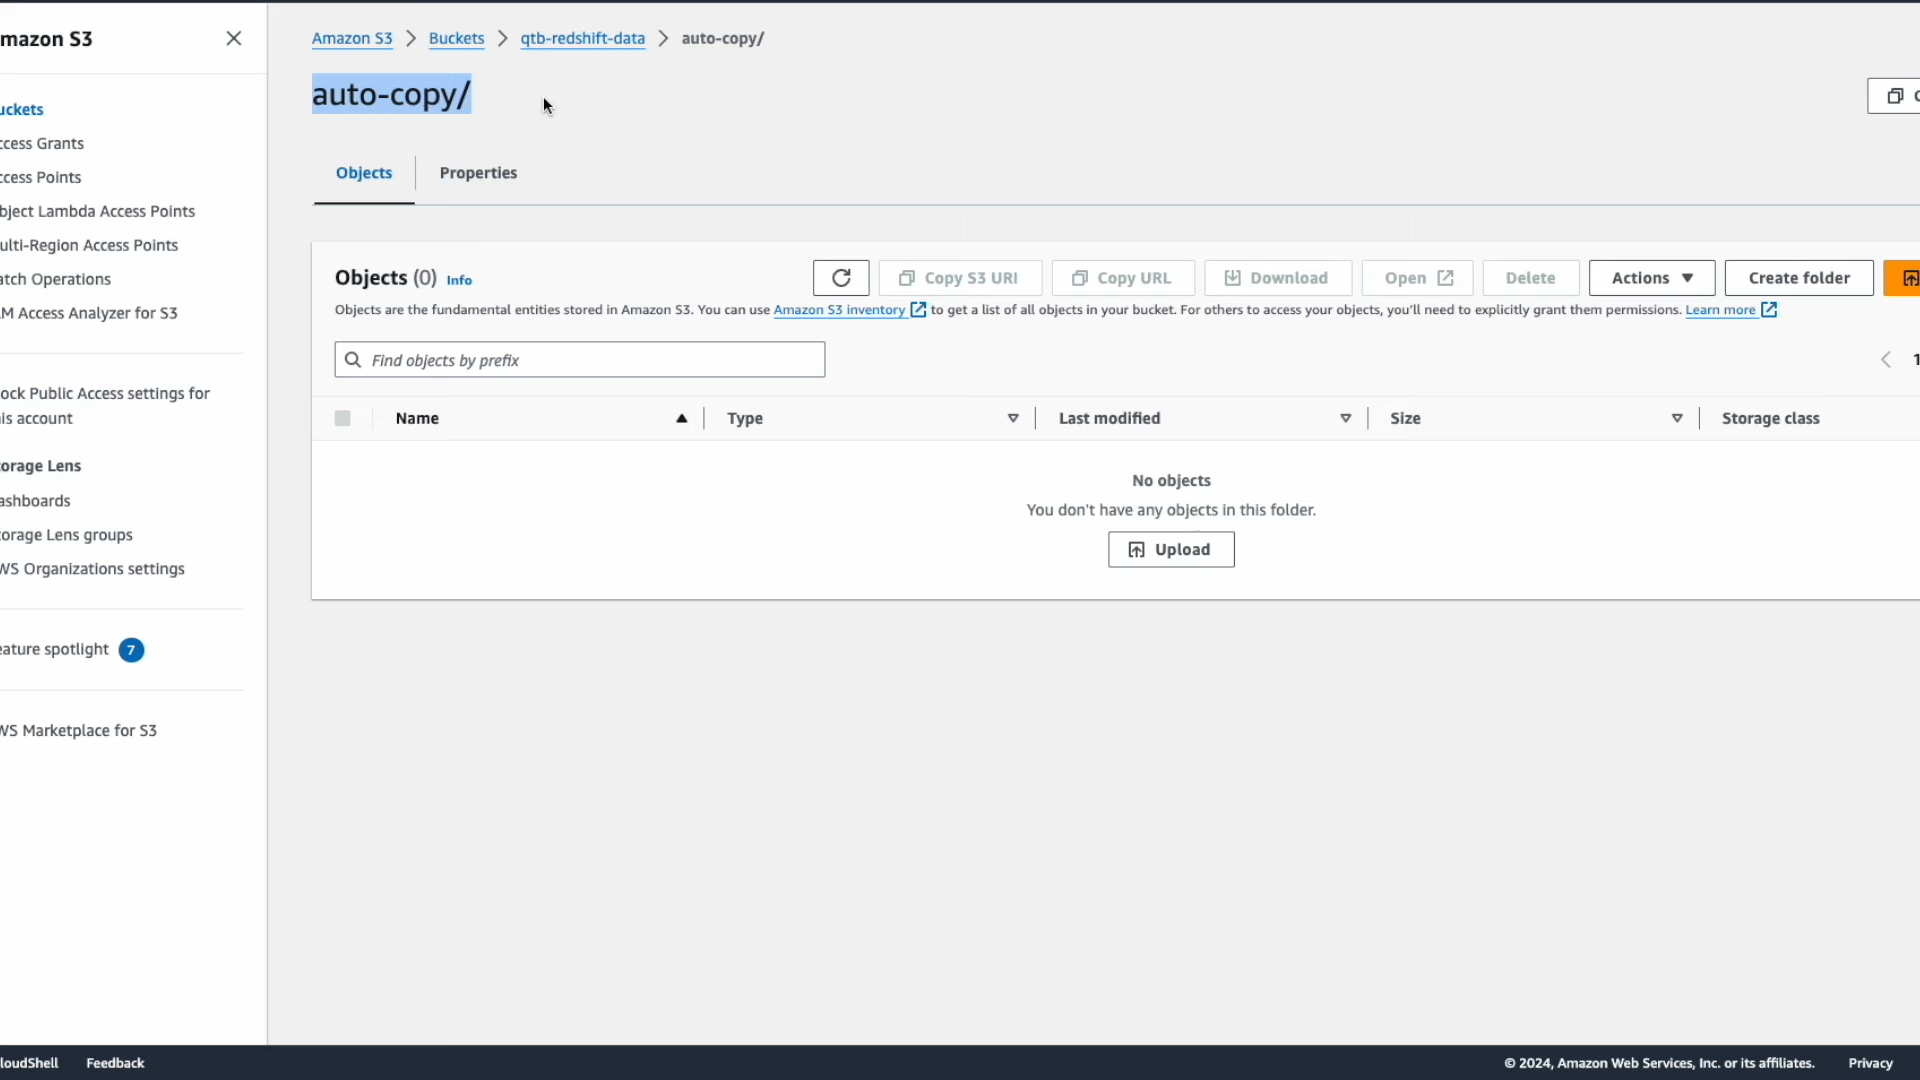 mazon S3
Amazon S3 > Buckets > qtb-redshift-data > auto-copy/
auto-copy/
C
uckets
ccess Grants
ccess Points
bject Lambda Access Points
ulti-Region Access Points
atch Operations
M Access Analyzer for S3
ock Public Access settings for
is account
orage Lens
ashboards
orage Lens groups
WS Organizations settings
eature spotlight 7
WS Marketplace for S3
Objects Properties
Objects (0) Info Copy S3 URI Copy URL Download Open Delete Actions Create folder
Objects are the fundamental entities stored in Amazon S3. You can use Amazon S3 inventory to get a list of all objects in your bucket. For others to access your objects, you'll need to explicitly grant them permissions. Learn more
Find objects by prefix 1
Name Type Last modified Size Storage class
No objects
You don't have any objects in this folder.
Upload
loudShell Feedback © 2024, Amazon Web Services, Inc. or its affiliates. Privacy